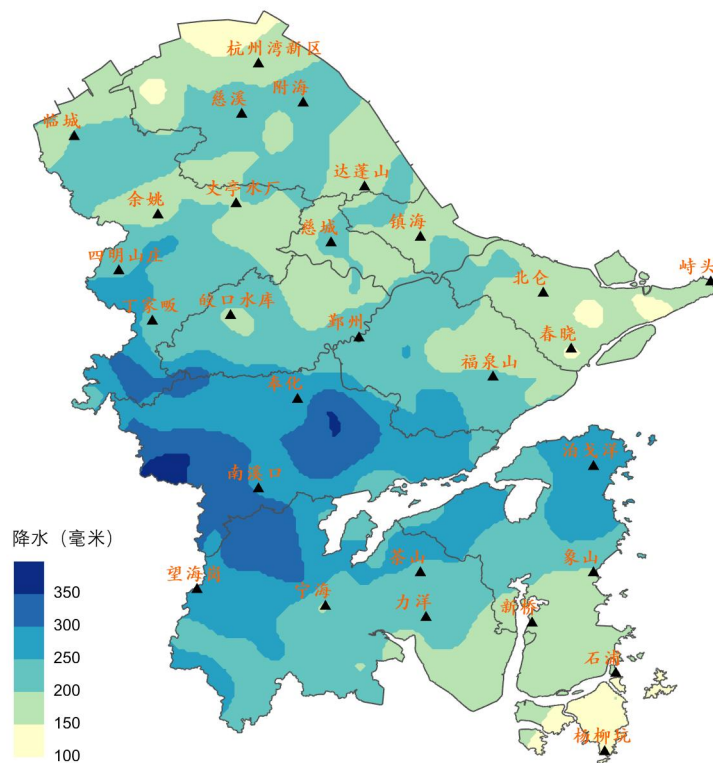 杭州湾新区
附海
慈溪
临城
达蓬山
丈亭水厂
余姚
镇海
慈城
四明山庄
北仑
峙头
丁家畈
皎口水库
鄞州
春晓
福泉山
奉化
治戈洋
南溪口
降水（毫米）
350
300
250
200
150
100
望海岗
茶山
象山
宁海
力洋
新桥
石浦
杨柳坑